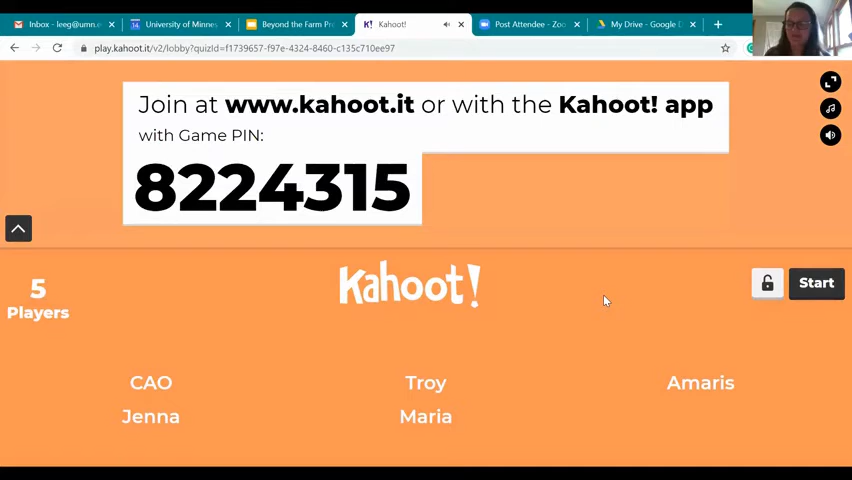 Inbox - leeg@umn.e
University of Minnes
Beyond the Farm Pre
Kahoot!
Post Attendee - Zoo
My Drive - Google D
play.kahoot.it/v2/lobby?quizId=f1739657-f97e-4324-8460-c135c710ee97
Join at www.kahoot.it or with the Kahoot! app
with Game PIN:
8224315
5
Players
Kahoot!
Start
CAO
Troy
Amaris
Jenna
Maria